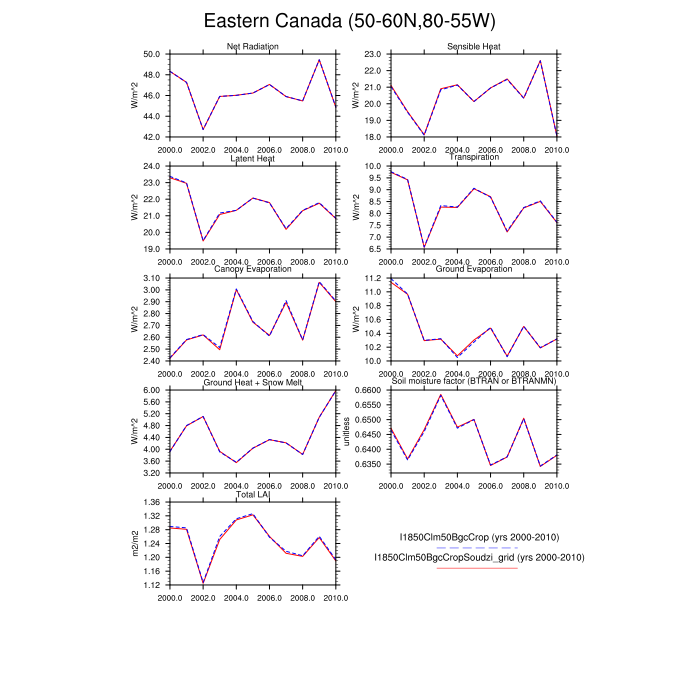 Eastern Canada (50-60N,80-55W)
Net Radiation
Sensible Heat
50.0
48.0
46.0
44.0
42.0
W/m^2
2000.0 2002.0 2004.0 2006.0 2008.0 2010.0
23.0
22.0
21.0
20.0
19.0
18.0
W/m^2
2000.0 2002.0 2004.0 2006.0 2008.0 2010.0
Latent Heat
Transpiration
24.0
23.0
22.0
21.0
20.0
19.0
W/m^2
2000.0 2002.0 2004.0 2006.0 2008.0 2010.0
10.0
9.5
9.0
8.5
8.0
7.5
7.0
6.5
W/m^2
2000.0 2002.0 2004.0 2006.0 2008.0 2010.0
Canopy Evaporation
Ground Evaporation
3.10
3.00
2.90
2.80
2.70
2.60
2.50
2.40
W/m^2
2000.0 2002.0 2004.0 2006.0 2008.0 2010.0
11.2
10.8
10.4
10.0
W/m^2
2000.0 2002.0 2004.0 2006.0 2008.0 2010.0
Ground Heat + Snow Melt
Soil moisture factor (BTRAN or BTRANMN)
6.00
5.20
4.80
4.40
4.00
3.60
3.20
W/m^2
2000.0 2002.0 2004.0 2006.0 2008.0 2010.0
0.6600
0.6550
0.6500
0.6450
0.6400
0.6350
unitless
2000.0 2002.0 2004.0 2006.0 2008.0 2010.0
Total LAI
1.36
1.32
1.28
1.24
1.20
1.16
1.12
m2/m2
2000.0 2002.0 2004.0 2006.0 2008.0 2010.0
I1850Clm50BgcCrop (yrs 2000-2010)
I1850Clm50BgcCropSoudzi_grid (yrs 2000-2010)